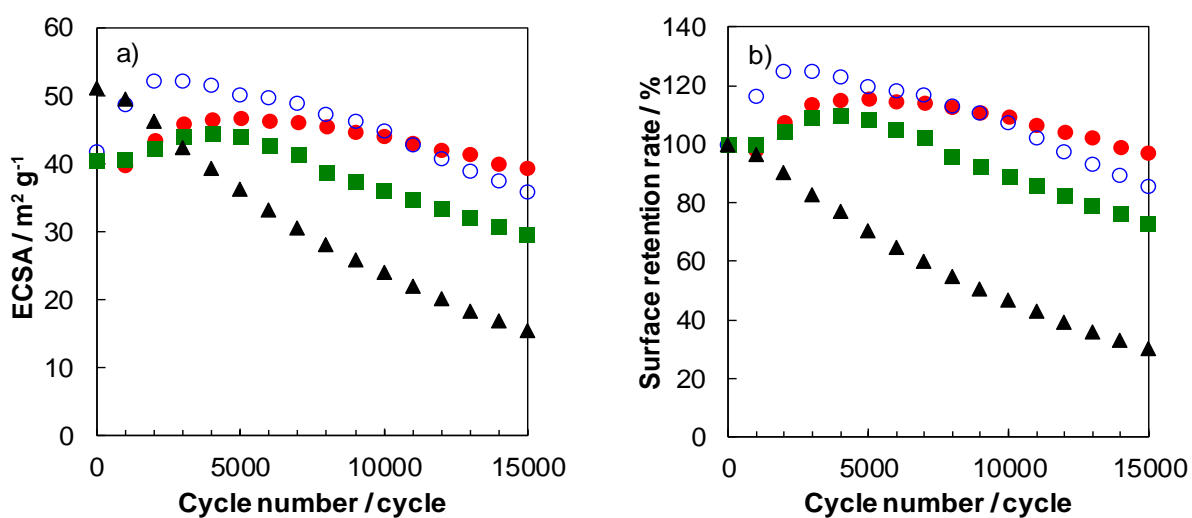 a)
ECSA / m² g⁻¹
60
50
40
30
20
10
0
0 5000 10000 15000
Cycle number / cycle
b)
Surface retention rate / %
140
120
100
80
60
40
20
0
0 5000 10000 15000
Cycle number / cycle